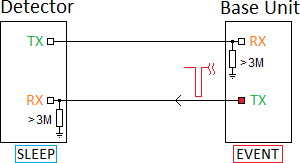 Detector Base Unit
TX RX
>3M
RX TX
>3M
SLEEP EVENT